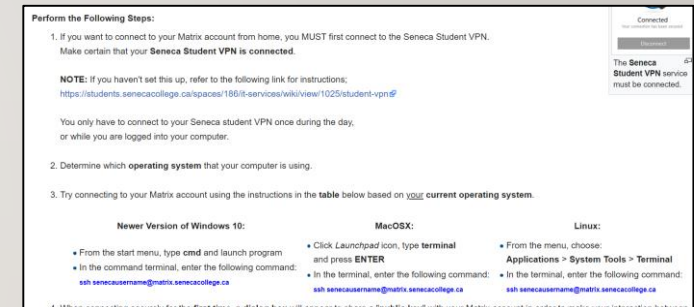 Perform the Following Steps:
1. If you want to connect to your Matrix account from home, you MUST first connect to the Seneca Student VPN.
Make certain that your Seneca Student VPN is connected.
NOTE: If you haven't set this up, refer to the following link for instructions;
https://students.senecacollege.ca/spaces/186/it-services/wiki/view/1025/student-vpn
You only have to connect to your Seneca student VPN once during the day,
or while you are logged into your computer.
Connected
Disconnect
The Seneca
Student VPN service
must be connected.
2. Determine which operating system that your computer is using.
3. Try connecting to your Matrix account using the instructions in the table below based on your current operating system.
Newer Version of Windows 10:
• From the start menu, type cmd and launch program
• In the command terminal, enter the following command:
ssh senecausername@matrix.senecacollege.ca
MacOSX:
• Click Launchpad icon, type terminal
and press ENTER
• In the terminal, enter the following command:
ssh senecausername@matrix.senecacollege.ca
Linux:
• From the menu, choose:
Applications > System Tools > Terminal
• In the terminal, enter the following command:
ssh senecausername@matrix.senecacollege.ca